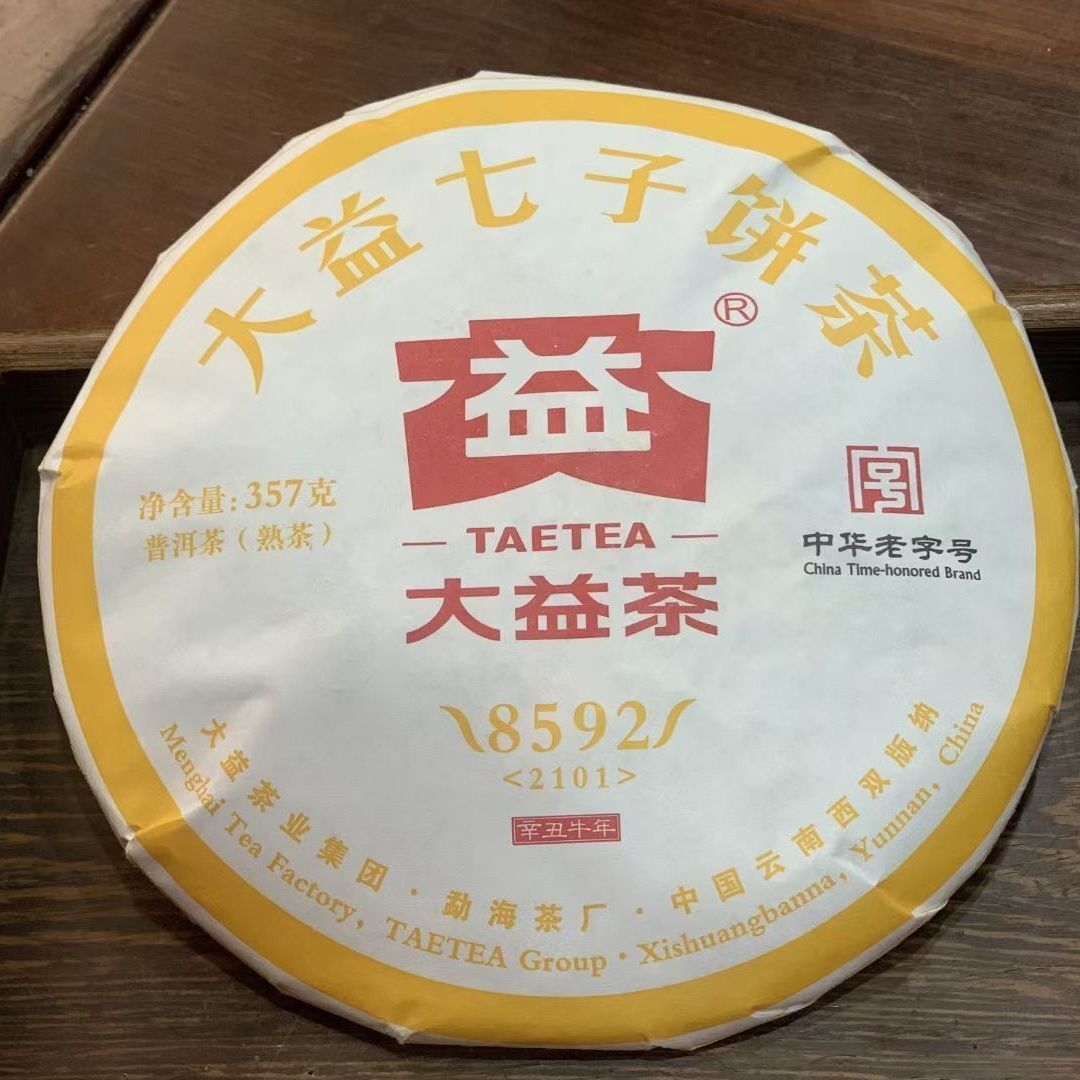 大益七子饼茶
益
®
净含量:357克
普洱茶(熟茶)
TAETEA
大益茶
中华老字号
China Time-honored Brand
8592
<2101>
辛丑牛年
大益茶业集团·勐海茶厂·中国云南西双版纳
Menghai Tea Factory, TAETEA Group·Xishuangbanna, Yunnan, China